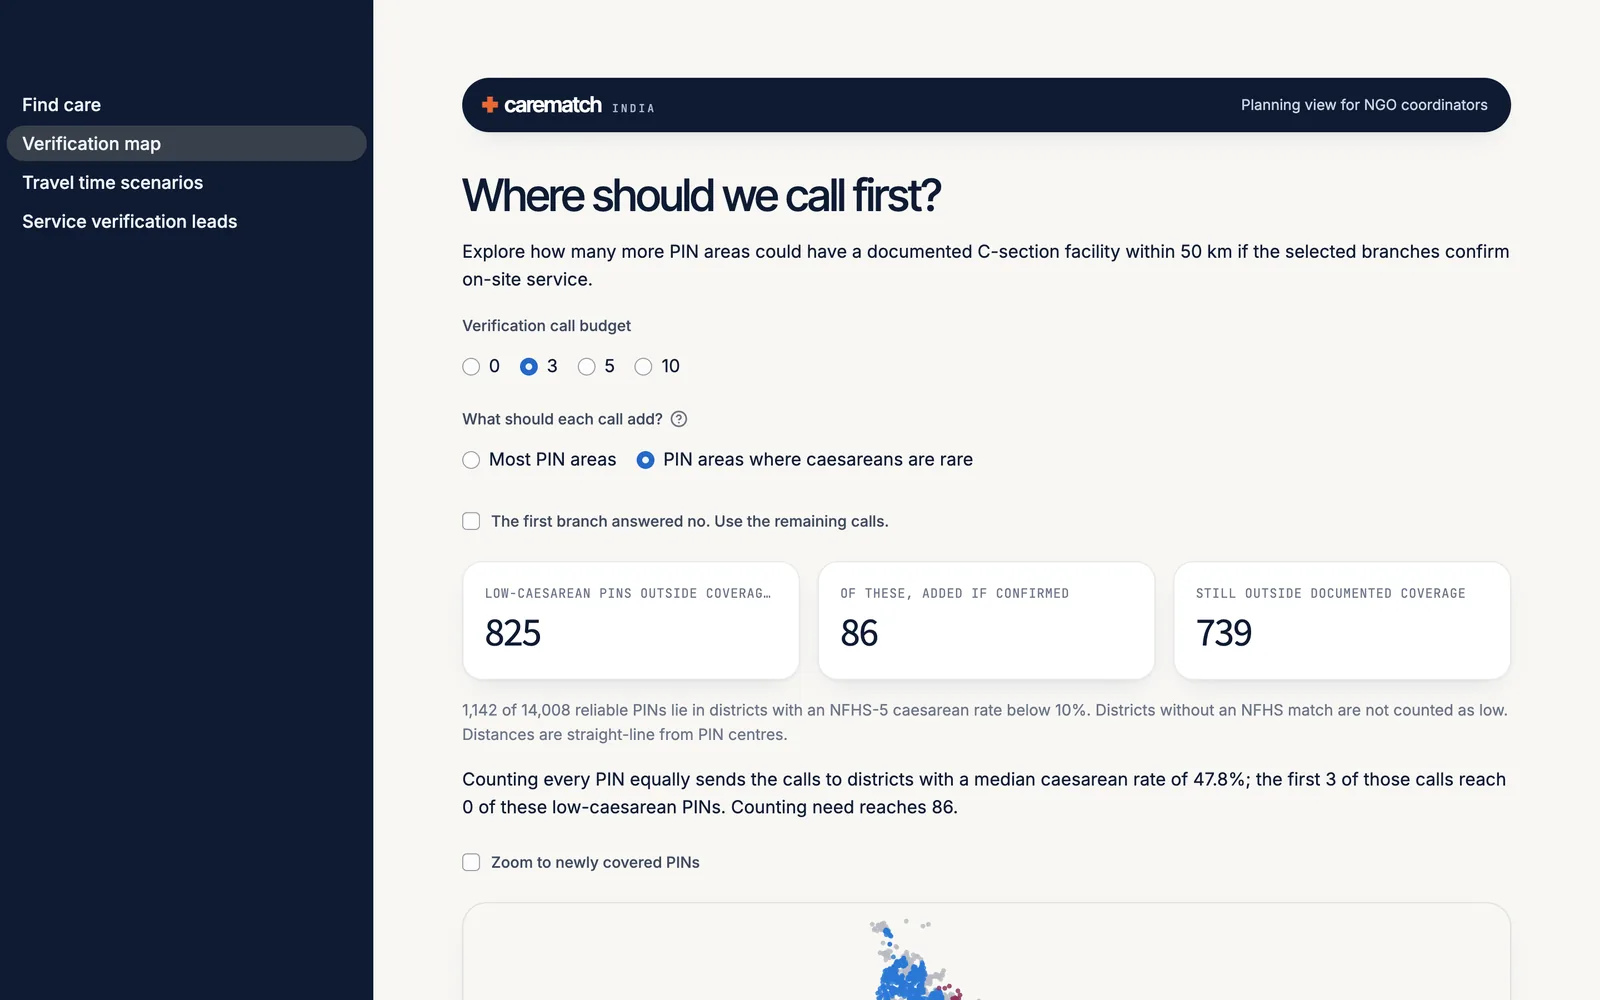 Find care
Verification map
Travel time scenarios
Service verification leads
carematch INDIA
Planning view for NGO coordinators
Where should we call first?
Explore how many more PIN areas could have a documented C-section facility within 50 km if the selected branches confirm
on-site service.
Verification call budget
0 3 5 10
What should each call add? ?
Most PIN areas PIN areas where caesareans are rare
The first branch answered no. Use the remaining calls.
LOW-CAESAREAN PINS OUTSIDE COVERAG…
825
OF THESE, ADDED IF CONFIRMED
86
STILL OUTSIDE DOCUMENTED COVERAGE
739
1,142 of 14,008 reliable PINs lie in districts with an NFHS-5 caesarean rate below 10%. Districts without an NFHS match are not counted as low.
Distances are straight-line from PIN centres.
Counting every PIN equally sends the calls to districts with a median caesarean rate of 47.8%; the first 3 of those calls reach
0 of these low-caesarean PINs. Counting need reaches 86.
Zoom to newly covered PINs